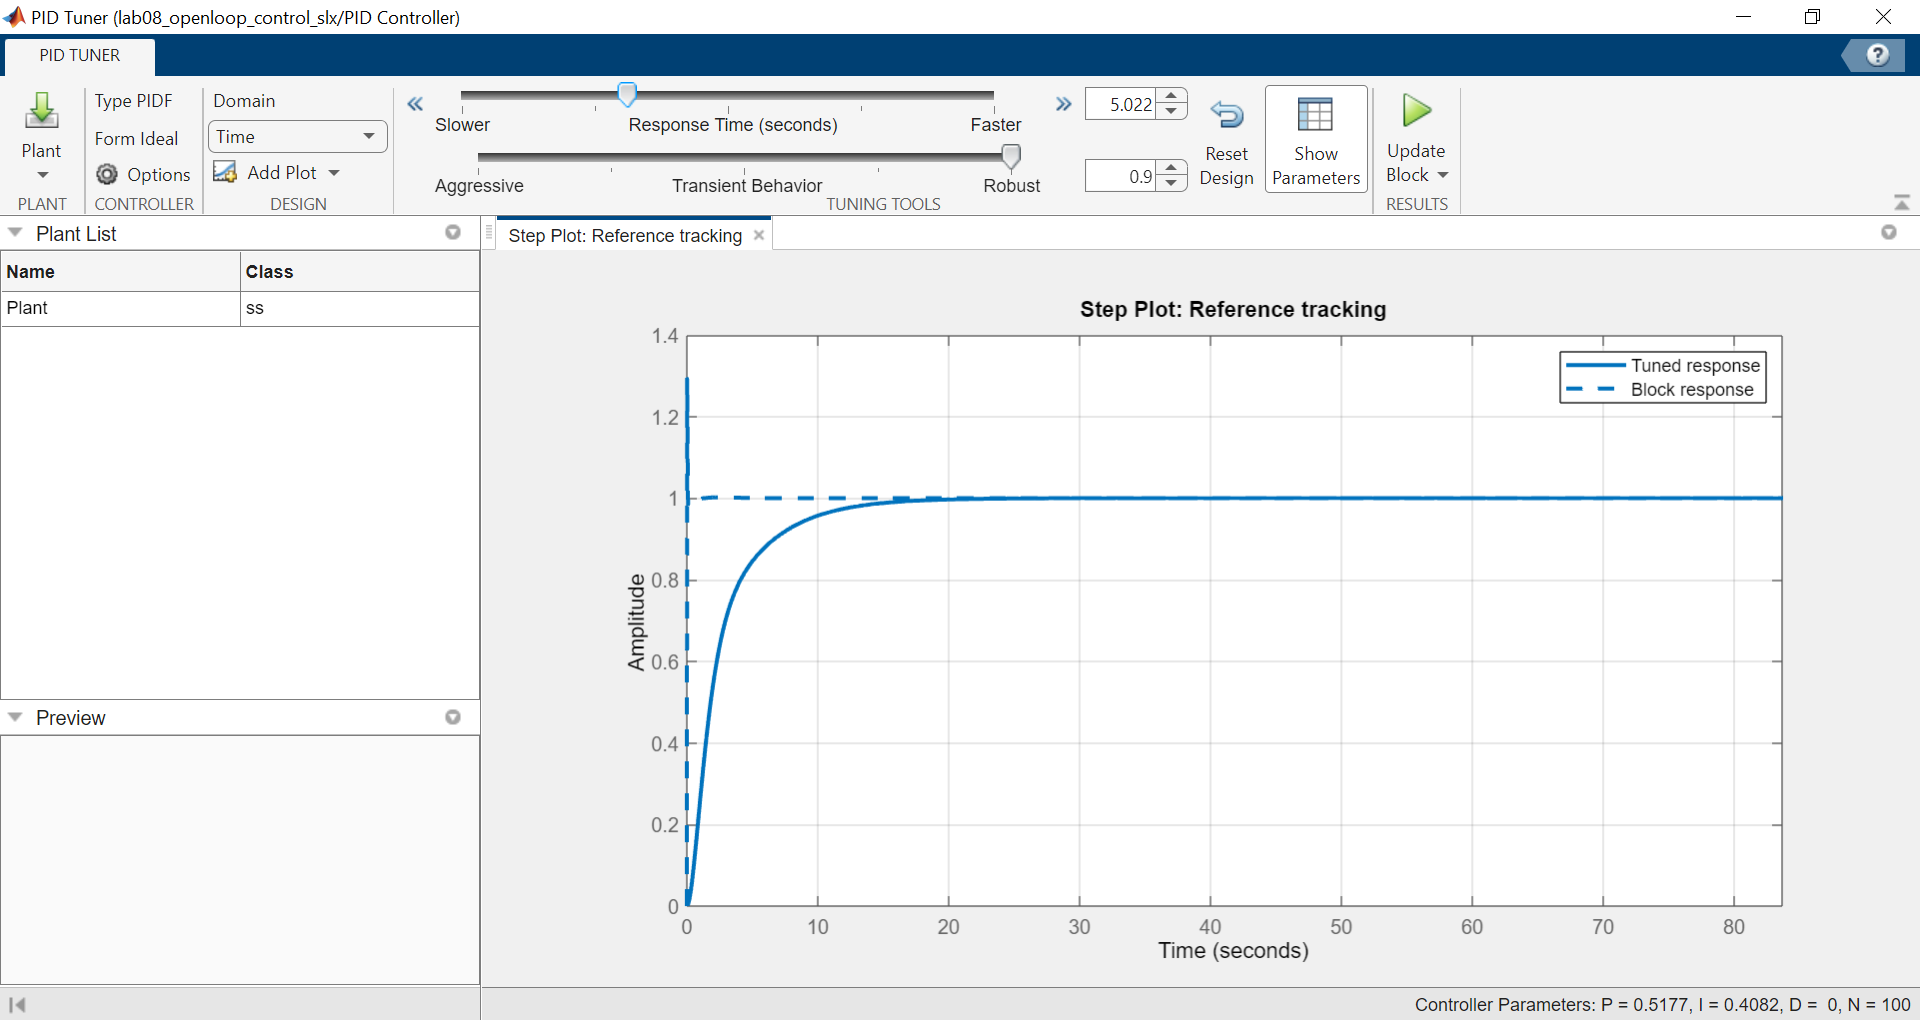 PID Tuner (lab08_openloop_control_slx/PID Controller)
PID TUNER
?
Plant
PLANT
Type PIDF
Form Ideal
Options
CONTROLLER
Domain
Time
Add Plot
DESIGN
Slower
Response Time (seconds)
Faster
5.022
Aggressive
Transient Behavior
Robust
0.9
TUNING TOOLS
Reset
Design
Show
Parameters
Update
Block
RESULTS
Plant List
Name Class
Plant ss
Preview
Step Plot: Reference tracking
Step Plot: Reference tracking
Tuned response
Block response
Amplitude
1.4
1.2
1
0.8
0.6
0.4
0.2
0
0 10 20 30 40 50 60 70 80
Time (seconds)
Controller Parameters: P = 0.5177, I = 0.4082, D = 0, N = 100